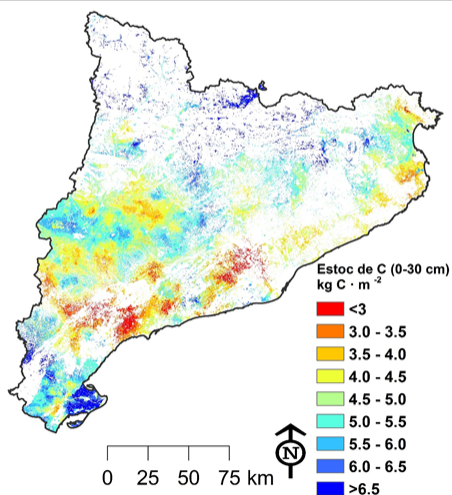 Estoc de C (0-30 cm)
kg C · m -2
<3
3.0 - 3.5
3.5 - 4.0
4.0 - 4.5
4.5 - 5.0
5.0 - 5.5
5.5 - 6.0
6.0 - 6.5
>6.5
N
0 25 50 75 km